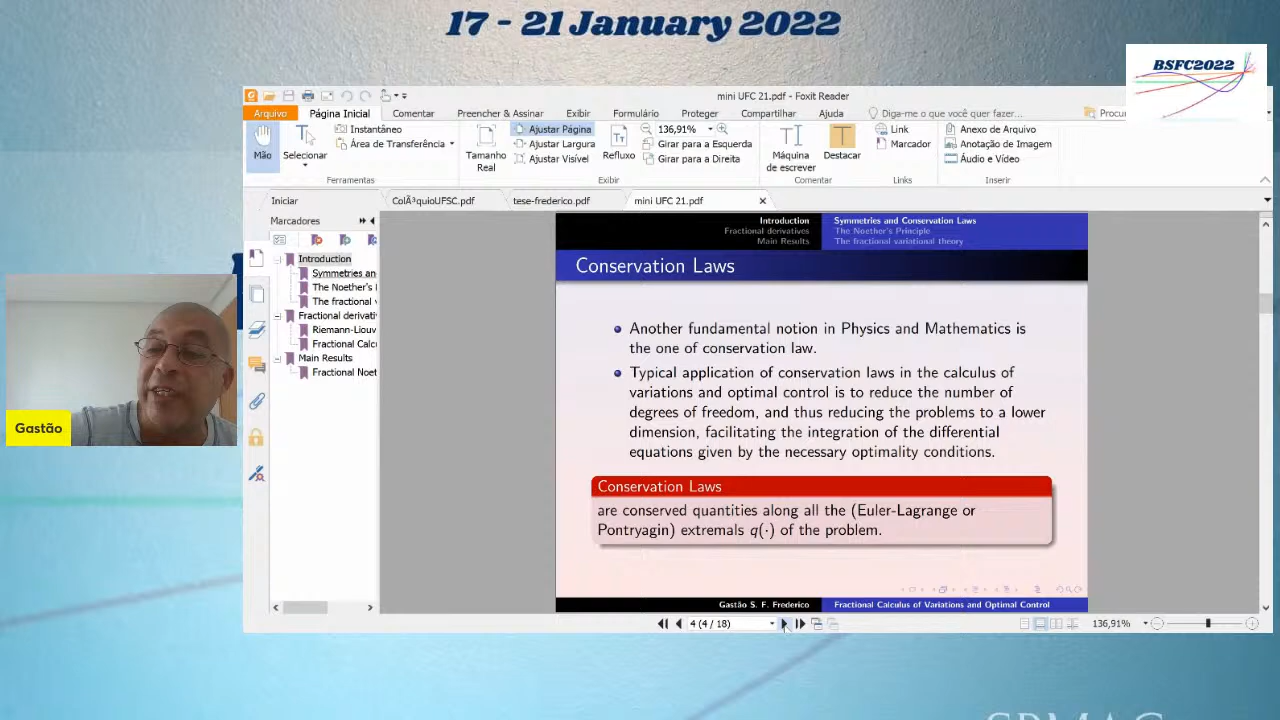 17 - 21 January 2022
BSFC2022
mini UFC 21.pdf - Foxit Reader
Arquivo Página Inicial Comentar Preencher & Assinar Exibir Formulário Proteger Compartilhar Ajuda Diga-me o que você quer fazer...
Mão
Selecionar
Instantâneo
Área de Transferência
Ferramentas
Tamanho Real
Ajustar Página
Ajustar Largura
Ajustar Visível
Refluxo
136,91%
Girar para a Esquerda
Girar para a Direita
Exibir
Máquina de escrever
Destacar
Comentar
Link
Marcador
Links
Anexo de Arquivo
Anotação de Imagem
Áudio e Vídeo
Inserir
Iniciar ColÃ³quioUFSC.pdf tese-frederico.pdf mini UFC 21.pdf
Marcadores
Introduction
Symmetries an
The Noether's
The fractional
Fractional derivati
Riemann-Liouv
Fractional Calc
Main Results
Fractional Noet
Introduction
Fractional derivatives
Main Results
Symmetries and Conservation Laws
The Noether's Principle
The fractional variational theory
Conservation Laws
Another fundamental notion in Physics and Mathematics is
the one of conservation law.
Typical application of conservation laws in the calculus of
variations and optimal control is to reduce the number of
degrees of freedom, and thus reducing the problems to a lower
dimension, facilitating the integration of the differential
equations given by the necessary optimality conditions.
Conservation Laws
are conserved quantities along all the (Euler-Lagrange or
Pontryagin) extremals q(·) of the problem.
Gastão S. F. Frederico Fractional Calculus of Variations and Optimal Control
4 (4 / 18)
136,91%
Gastão